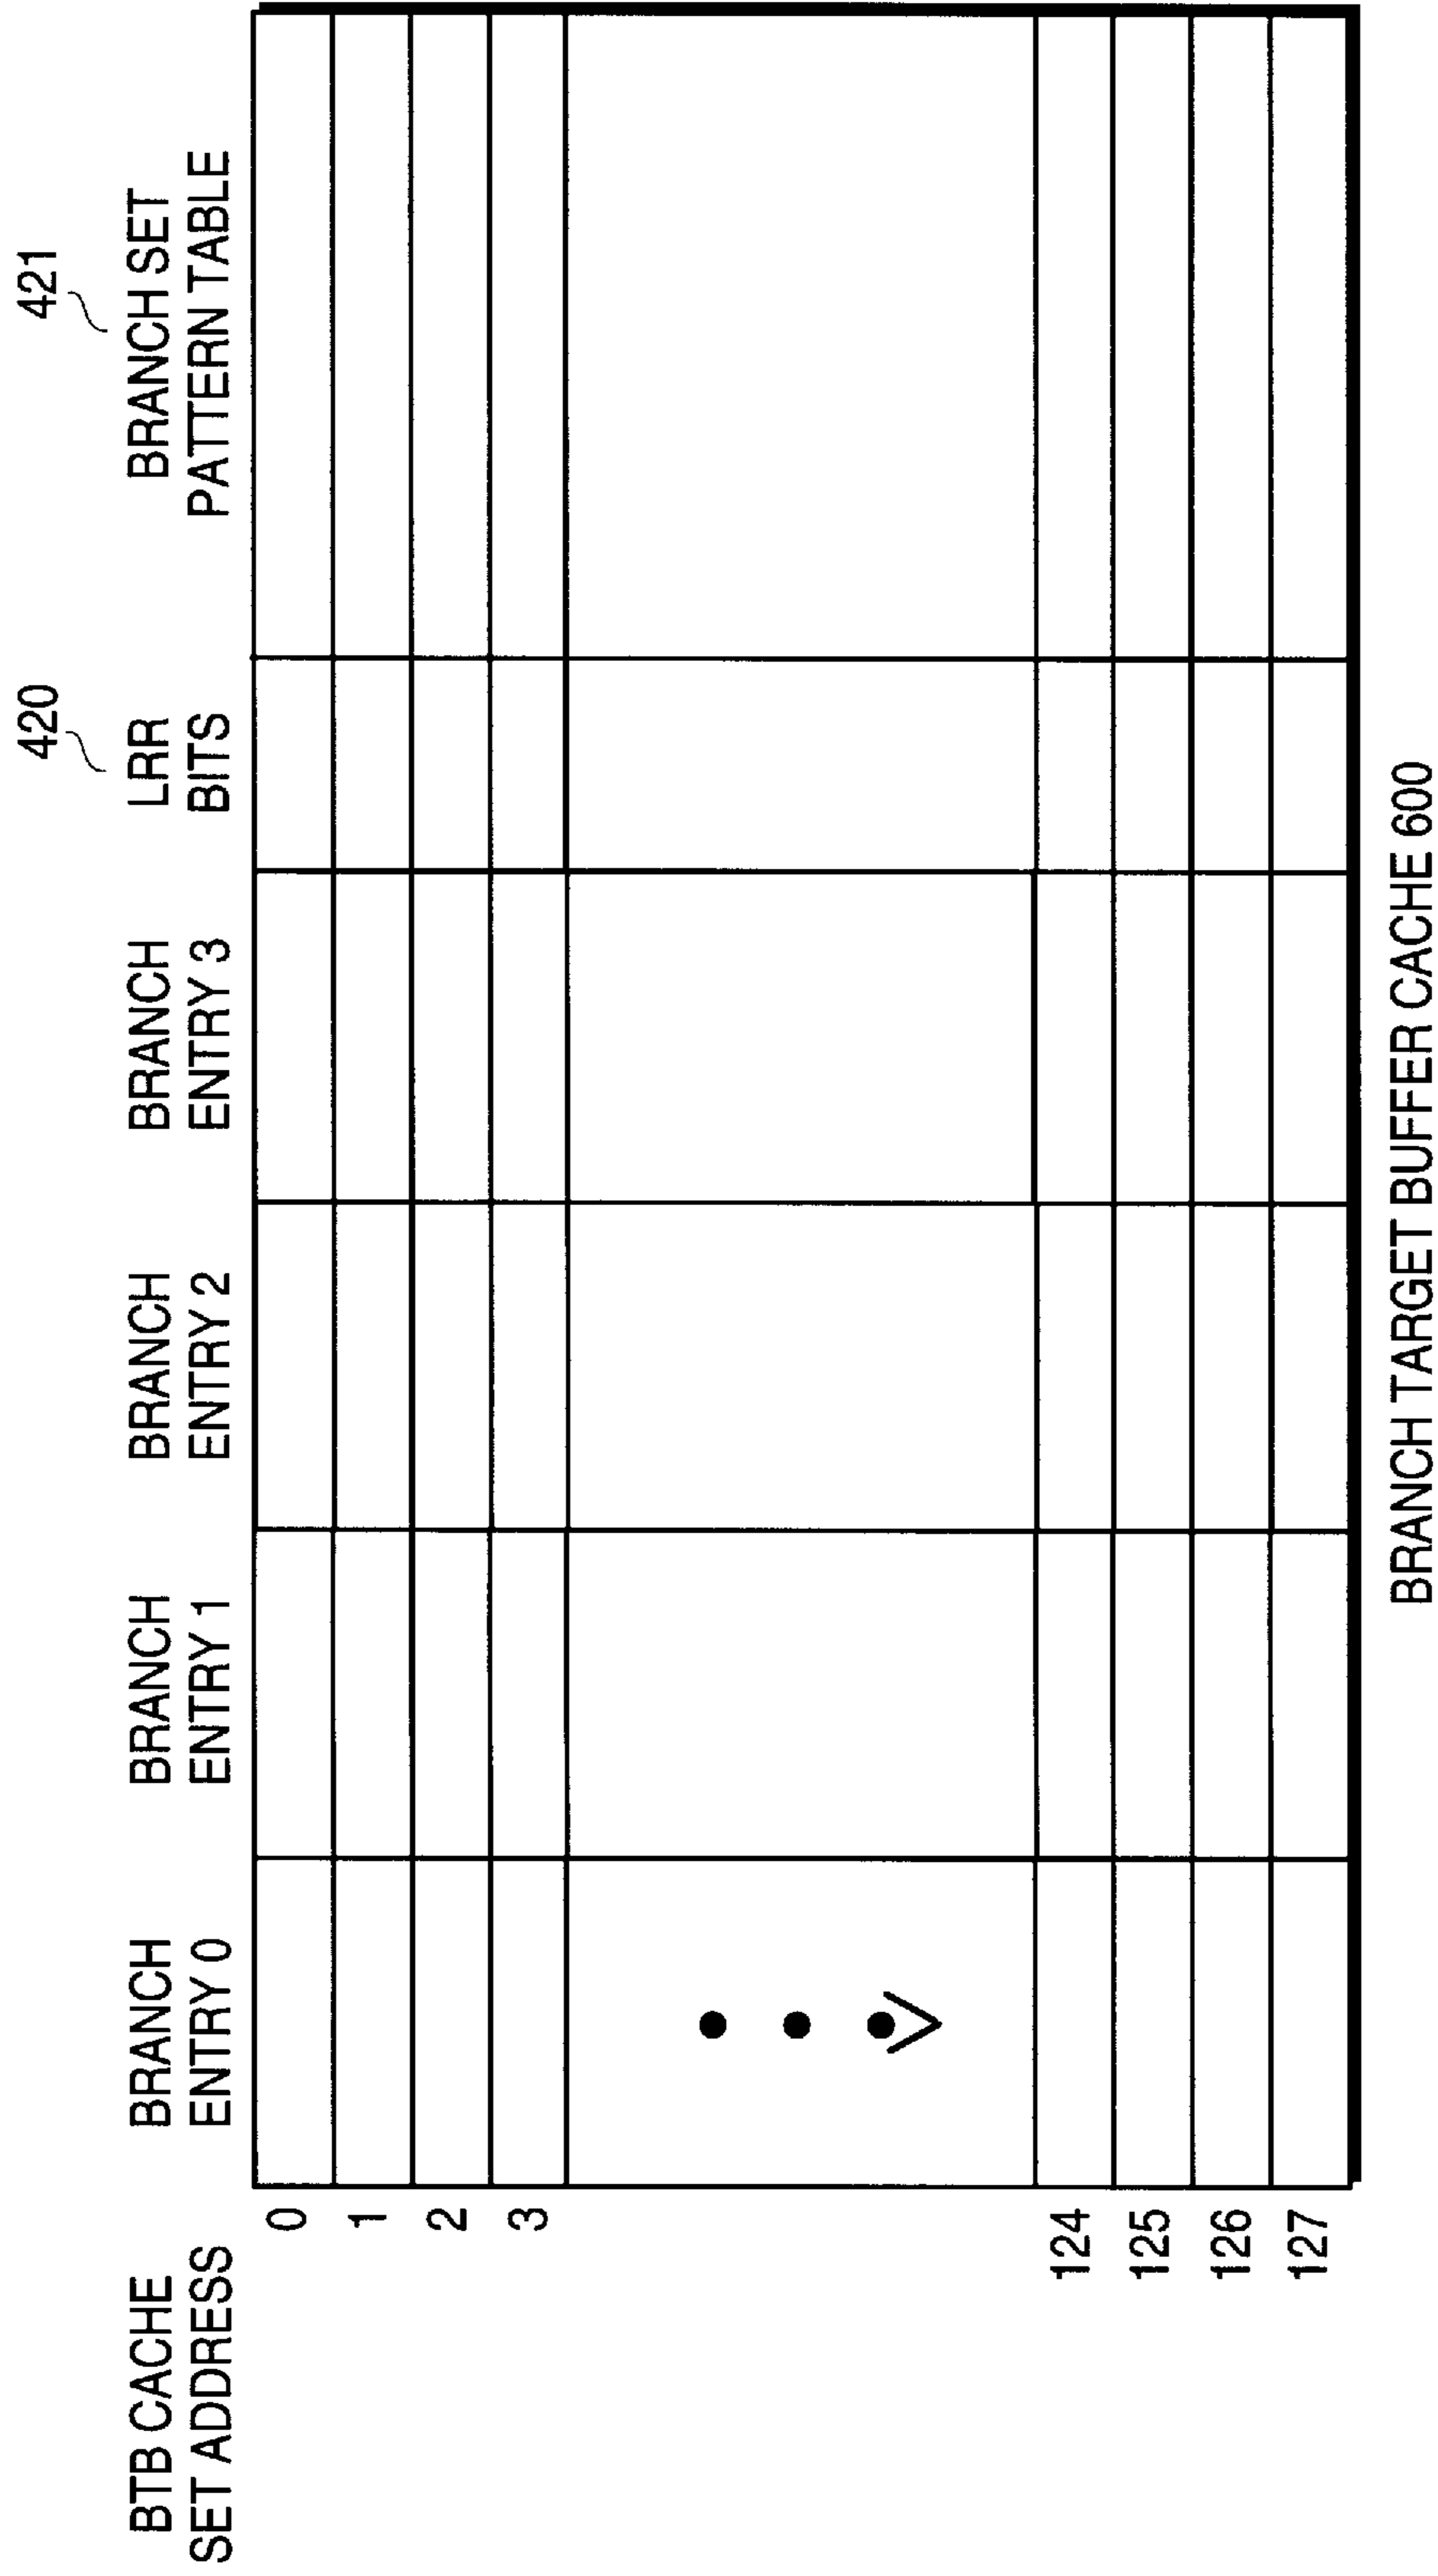 420
421
BTB CACHE
SET ADDRESS
BRANCH
ENTRY 0
BRANCH
ENTRY 1
BRANCH
ENTRY 2
BRANCH
ENTRY 3
LRR
BITS
BRANCH SET
PATTERN TABLE
0
1
2
3
124
125
126
127
BRANCH TARGET BUFFER CACHE 600